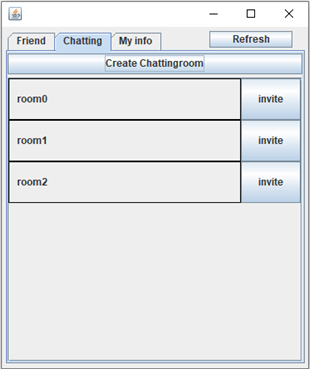 Friend Chatting My info Refresh
Create Chattingroom
room0 invite
room1 invite
room2 invite